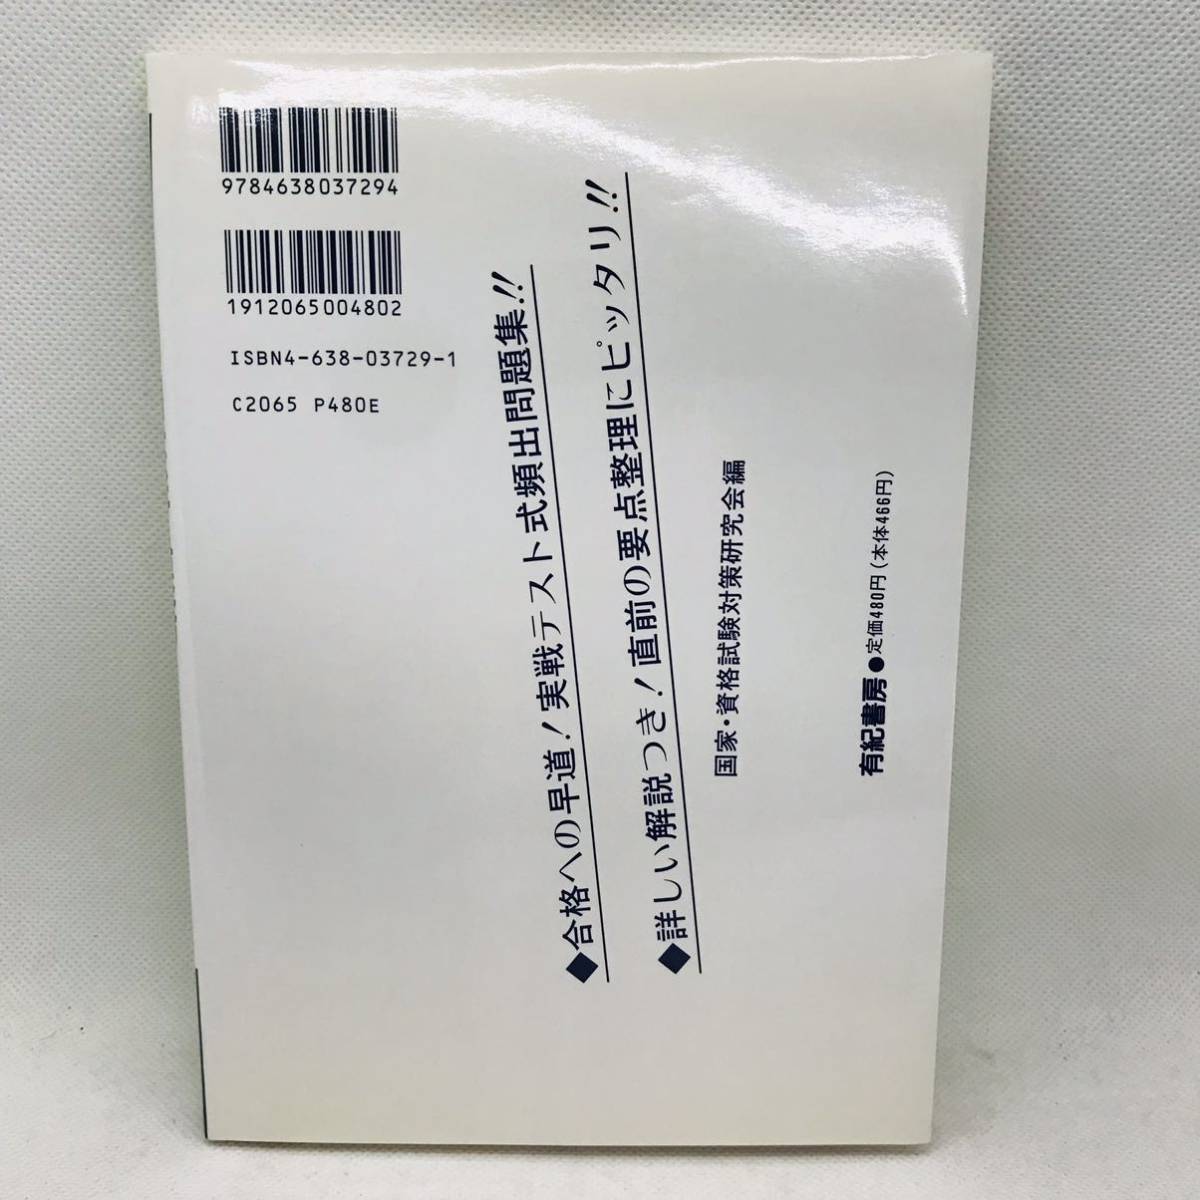 9784638037294
1912065004802
ISBN4-638-03729-1
C2065 P480E
◆合格への早道!実戦テスト式頻出問題集!!
◆詳しい解説つき!直前の要点整理にピッタリ!!
国家・資格試験対策研究会編
有紀書房●定価480円(本体466円)